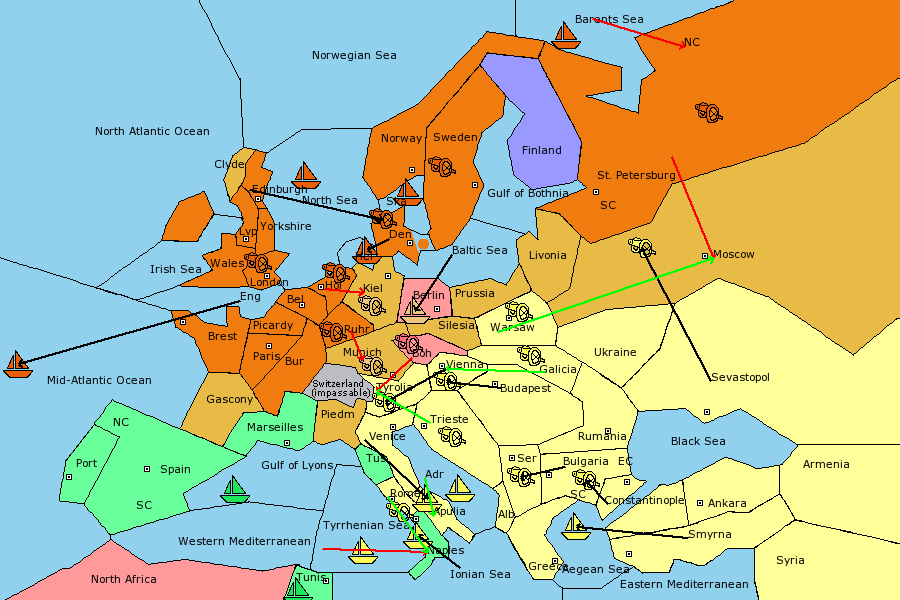 Barents Sea
NC
Norwegian Sea
North Atlantic Ocean
Norway
Sweden
Finland
Clyde
St. Petersburg
Edinburgh
North Sea
Ska
Gulf of Bothnia
SC
Yorkshire
Lvp
Den
Baltic Sea
Livonia
Moscow
Irish Sea
Wales
Hel
London
Hol
Kiel
Berlin
Prussia
Eng
Bel
Brest
Picardy
Ruhr
Silesia
Warsaw
Paris
Bur
Munich
Boh
Ukraine
Vienna
Galicia
Mid-Atlantic Ocean
Switzerland
(impassable)
Tyrolia
Budapest
Sevastopol
Gascony
Piedm
NC
Marseilles
Trieste
Venice
Rumania
Black Sea
Port
Spain
Gulf of Lyons
Tus
Ser
Bulgaria
EC
Armenia
Adr
SC
Rome
Constantinople
Ankara
SC
Apulia
Alb
Tyrrhenian Sea
Western Mediterranean
Smyrna
Naples
Syria
North Africa
Tunis
Ionian Sea
Greece
Aegean Sea
Eastern Mediterranean